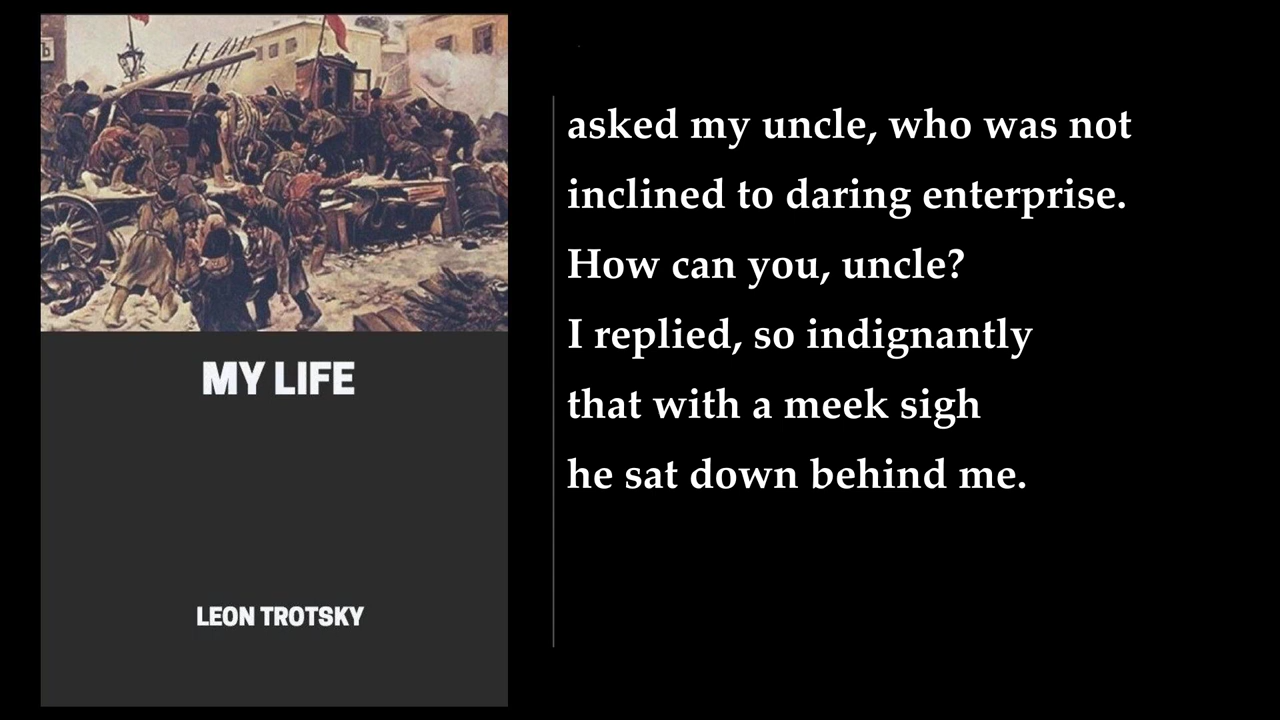 MY LIFE
LEON TROTSKY
asked my uncle, who was not
inclined to daring enterprise.
How can you, uncle?
I replied, so indignantly
that with a meek sigh
he sat down behind me.